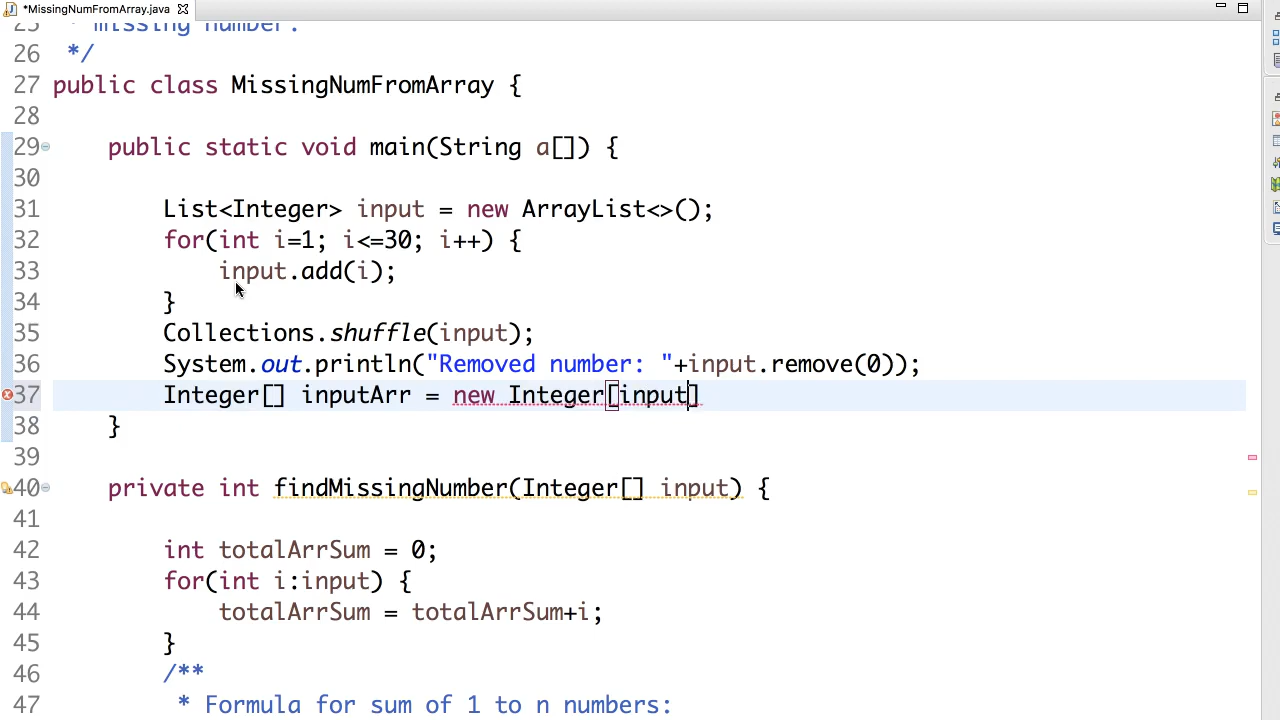 *MissingNumFromArray.java
25 * missing number.
26 */
27 public class MissingNumFromArray {
28
29 public static void main(String a[]) {
30
31 List<Integer> input = new ArrayList<>();
32 for(int i=1; i<=30; i++) {
33 input.add(i);
34 }
35 Collections.shuffle(input);
36 System.out.println("Removed number: "+input.remove(0));
37 Integer[] inputArr = new Integer[input]
38 }
39
40 private int findMissingNumber(Integer[] input) {
41
42 int totalArrSum = 0;
43 for(int i:input) {
44 totalArrSum = totalArrSum+i;
45 }
46 /**
47 * Formula for sum of 1 to n numbers: